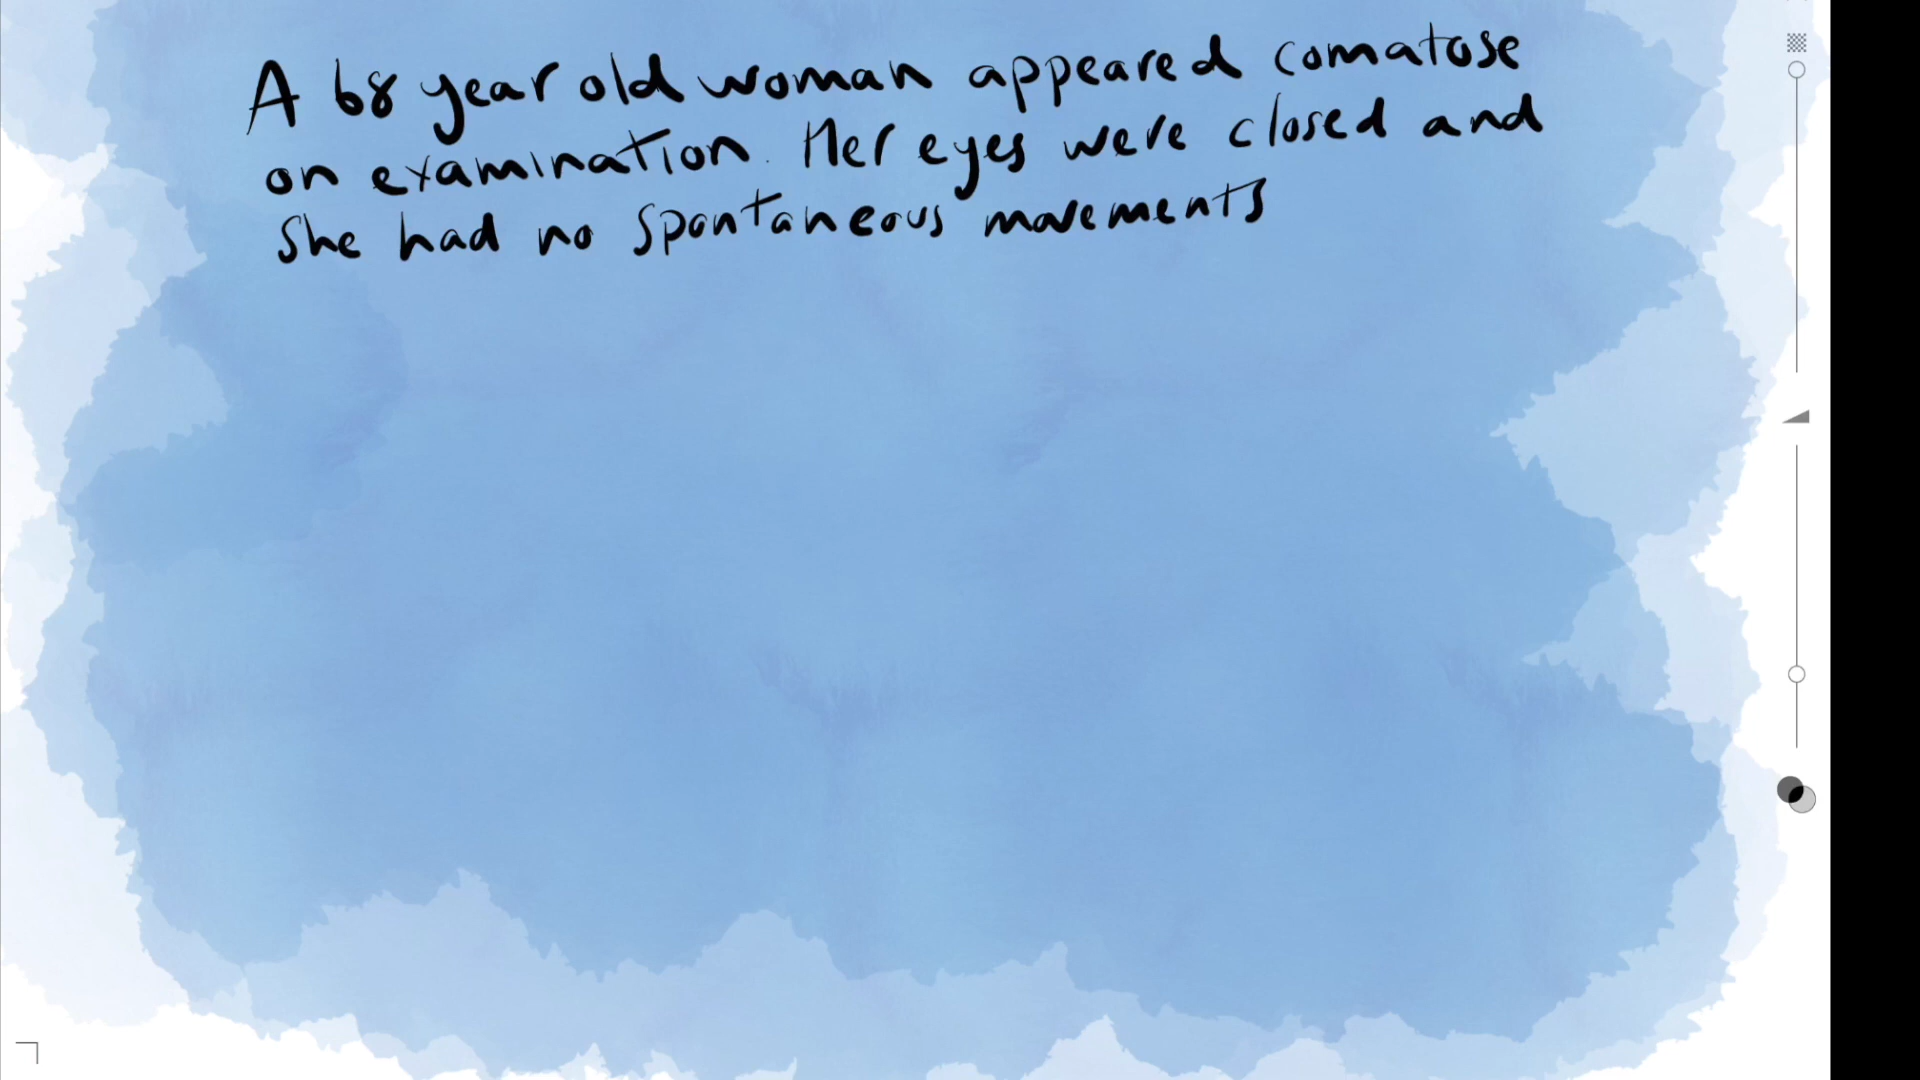 A 68 year old woman appeared comatose
on examination. Her eyes were closed and
She had no spontaneous movements